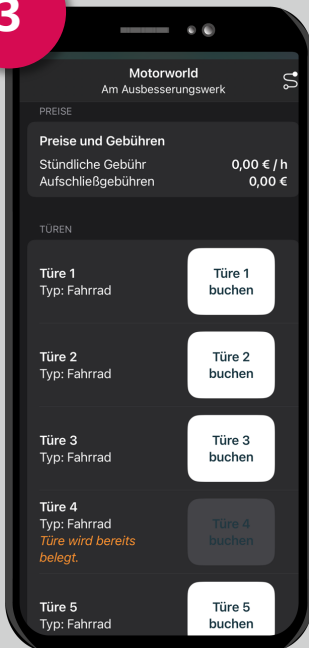 3
Motorworld
Am Ausbesserungswerk
PREISE
Preise und Gebühren
Stündliche Gebühr 0,00 € / h
Aufschließgebühren 0,00 €
TÜREN
Türe 1
Typ: Fahrrad
Türe 1
buchen
Türe 2
Typ: Fahrrad
Türe 2
buchen
Türe 3
Typ: Fahrrad
Türe 3
buchen
Türe 4
Typ: Fahrrad
Türe wird bereits
belegt.
Türe 4
buchen
Türe 5
Typ: Fahrrad
Türe 5
buchen